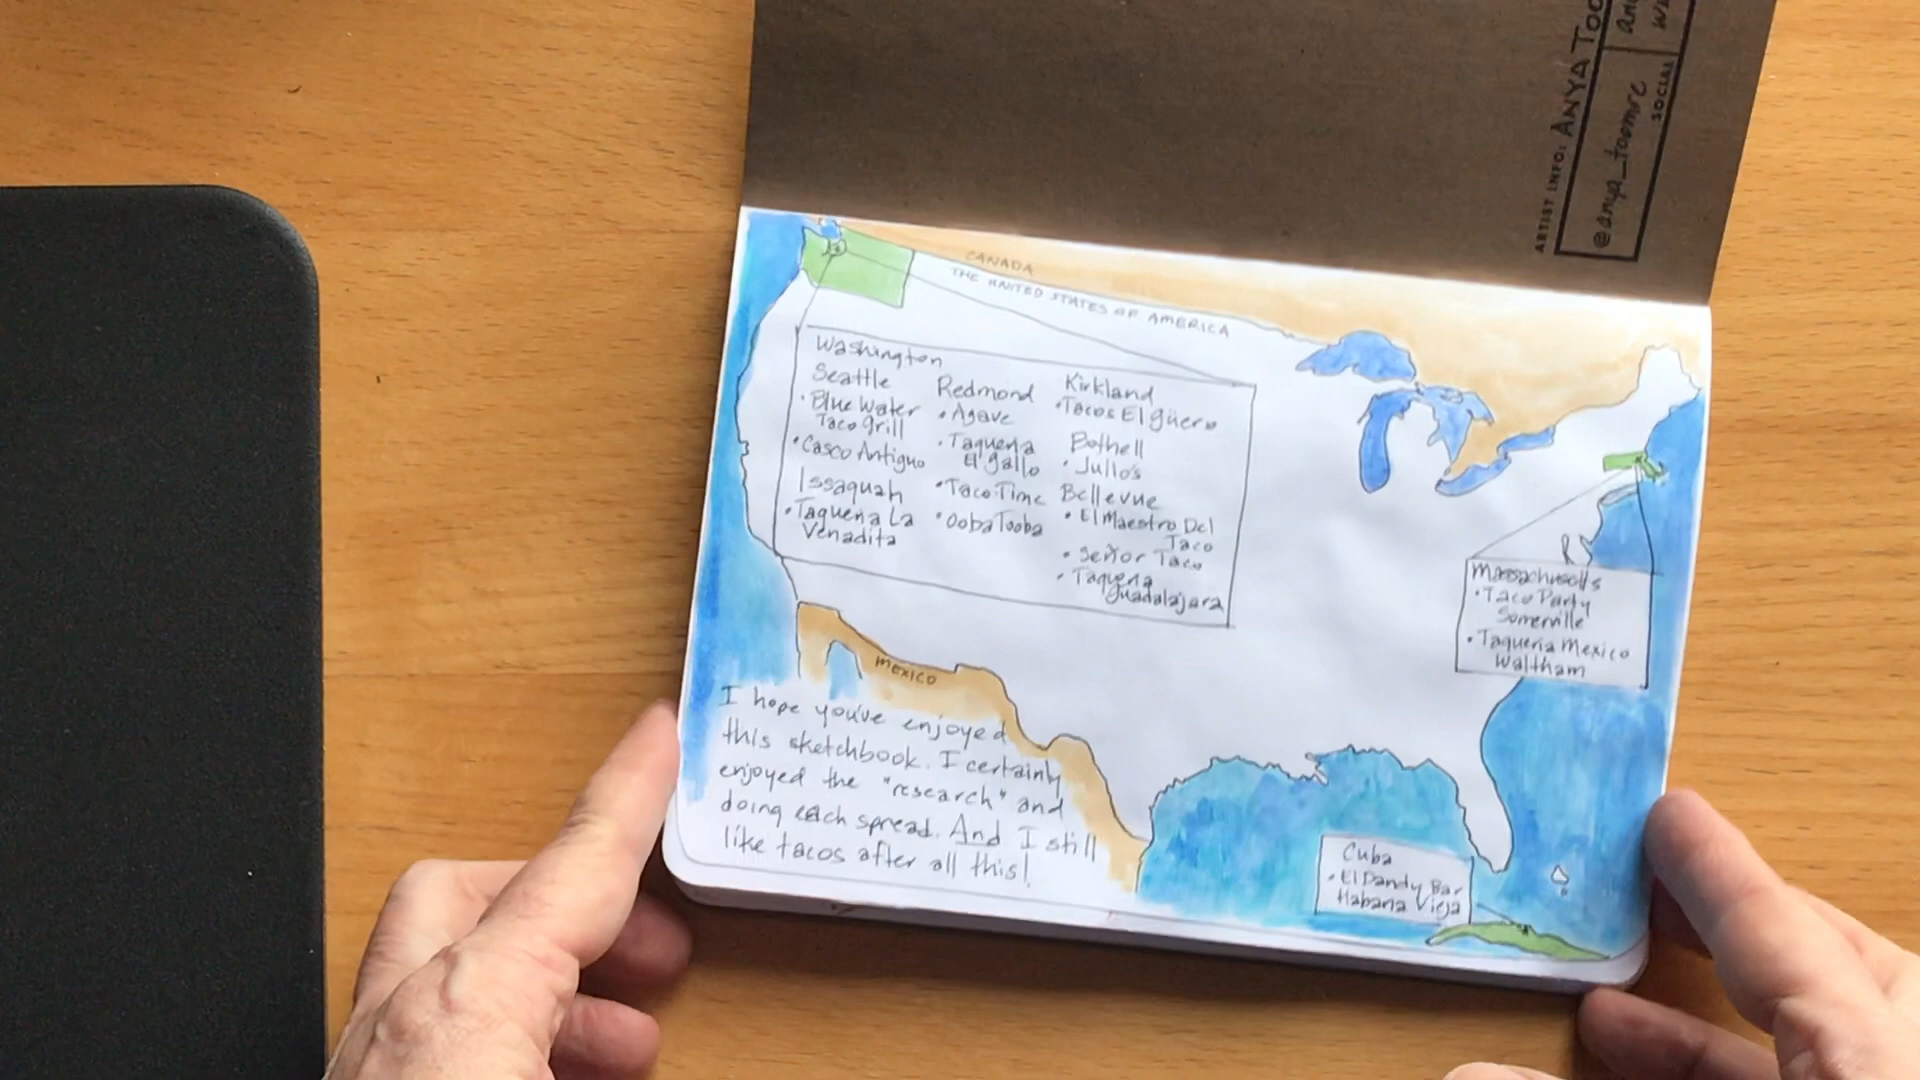 ARTIST INFO: ANYA TOO
@anya_toomre
SOCIAL
CANADA
THE UNITED STATES OF AMERICA
Washington
Seattle
• Blue Water
Taco Grill
• Casco Antiguo
Issaquah
• Taqueria La
Venadita
Redmond
• Agave
• Taqueria
El Gallo
• Taco Time
• Ooba Tooba
Kirkland
• Tacos El Güero
Bothell
• Julio's
Bellevue
• El Maestro Del
Taco
• Señor Taco
• Taqueria
Guadalajara
Massachusetts
• Taco Party
Somerville
• Taqueria Mexico
Waltham
MEXICO
I hope you've enjoyed
this sketchbook. I certainly
enjoyed the "research" and
doing each spread. And I still
like tacos after all this!
Cuba
• El Dandy Bar
Habana Vieja